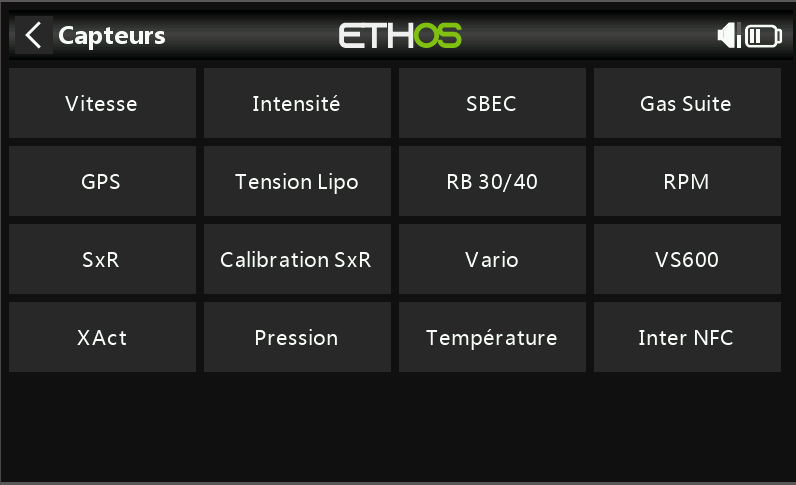 Capteurs ETHOS
Vitesse Intensité SBEC Gas Suite
GPS Tension Lipo RB 30/40 RPM
SxR Calibration SxR Vario VS600
XAct Pression Température Inter NFC